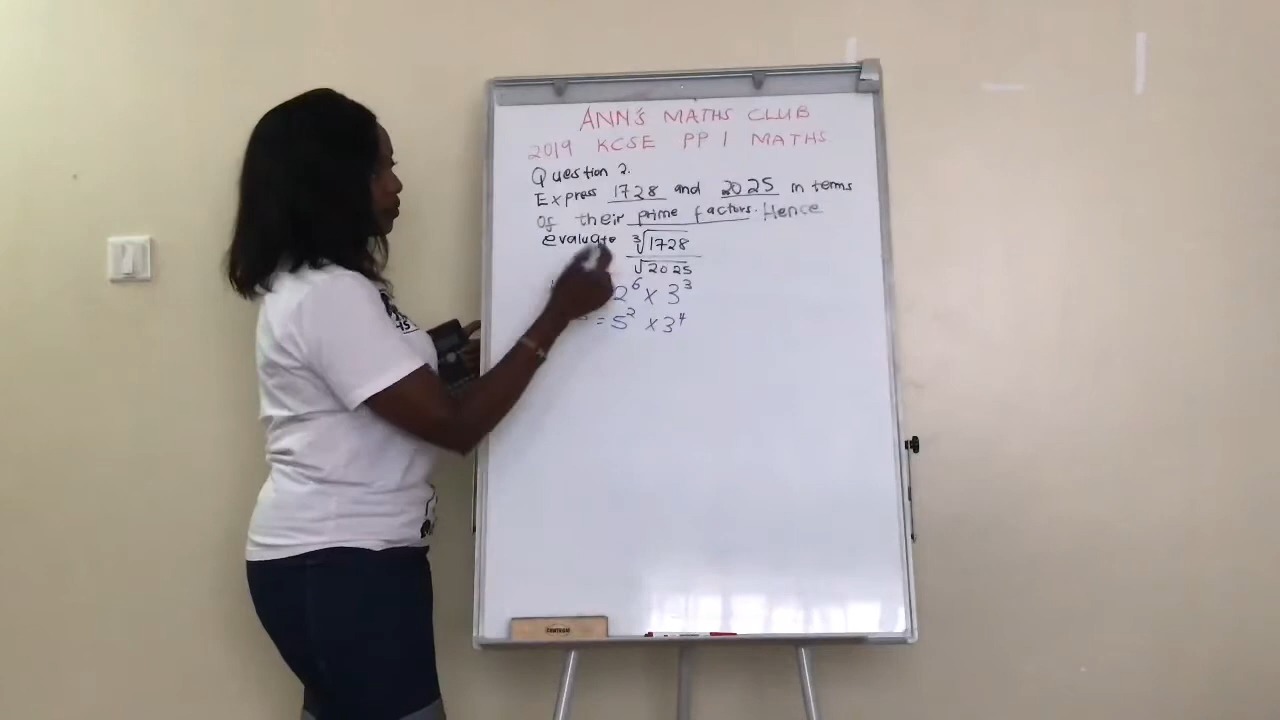 ANN'S MATHS CLUB
2019 KCSE PP 1 MATHS
Question 2.
Express 1728 and 2025 in terms
of their prime factors. Hence
evaluate ∛1728
√2025
2⁶ x 3³
= 5² x 3⁴